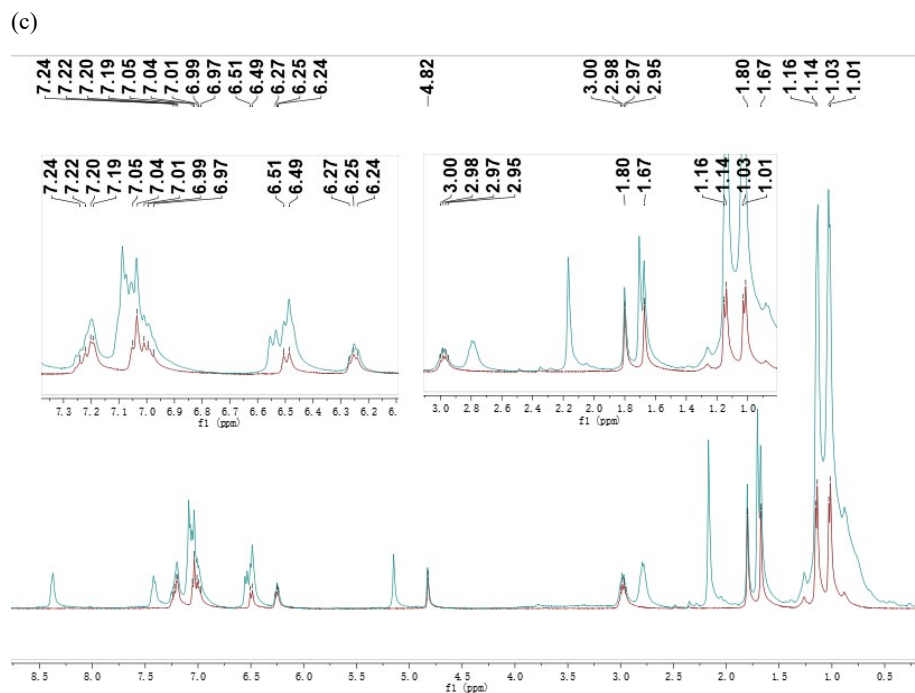 (c)
7.24 7.22 7.20 7.19 7.05 7.04 7.01 6.99 6.97 6.51 6.49 6.27 6.25 6.24 4.82 3.00 2.98 2.97 2.95 1.80 1.67 1.16 1.14 1.03 1.01
7.24 7.22 7.20 7.19 7.05 7.04 7.01 6.99 6.97 6.51 6.49 6.27 6.25 6.24
3.00 2.98 2.97 2.95 1.80 1.67 1.16 1.14 1.03 1.01
7.3 7.2 7.1 7.0 6.9 6.8 6.7 6.6 6.5 6.4 6.3 6.2 6.
f1 (ppm)
3.0 2.8 2.6 2.4 2.2 2.0 1.8 1.6 1.4 1.2 1.0
f1 (ppm)
8.5 8.0 7.5 7.0 6.5 6.0 5.5 5.0 4.5 4.0 3.5 3.0 2.5 2.0 1.5 1.0 0.5
f1 (ppm)